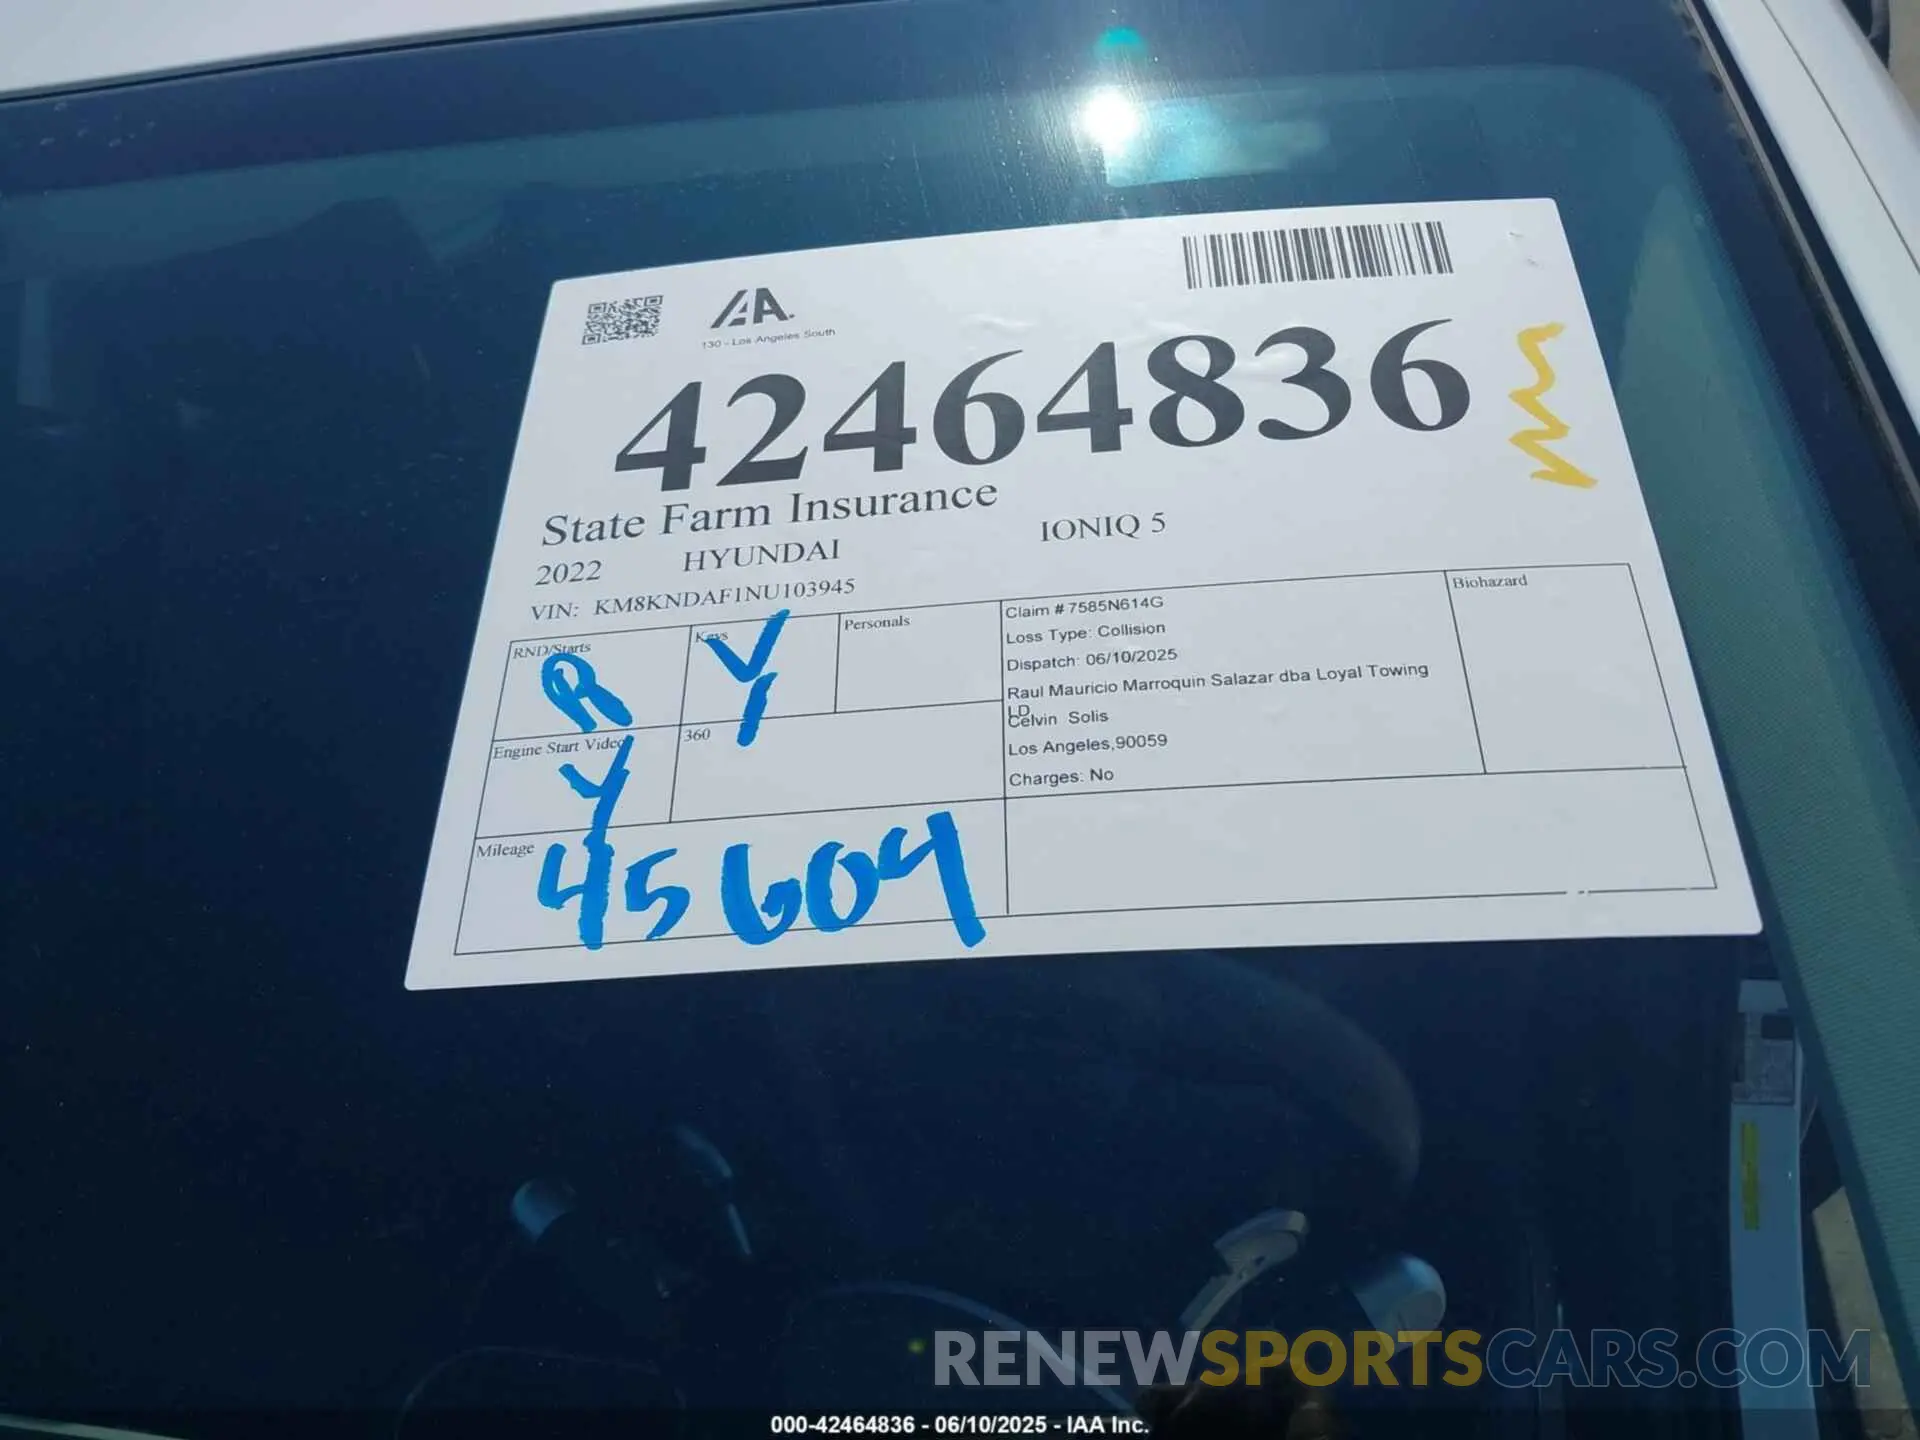 IAA.
130 - Los Angeles South
42464836
State Farm Insurance
2022 HYUNDAI IONIQ 5
VIN: KM8KNDAF1NU103945
RND/Starts
R
Keys
Y
Personals
Engine Start Video
Y
360
Mileage
45604
Claim # 7585N614G
Loss Type: Collision
Dispatch: 06/10/2025
Raul Mauricio Marroquin Salazar dba Loyal Towing
LD
Celvin Solis
Los Angeles,90059
Charges: No
Biohazard
RENEWSPORTSCARS.COM
000-42464836 - 06/10/2025 - IAA Inc.